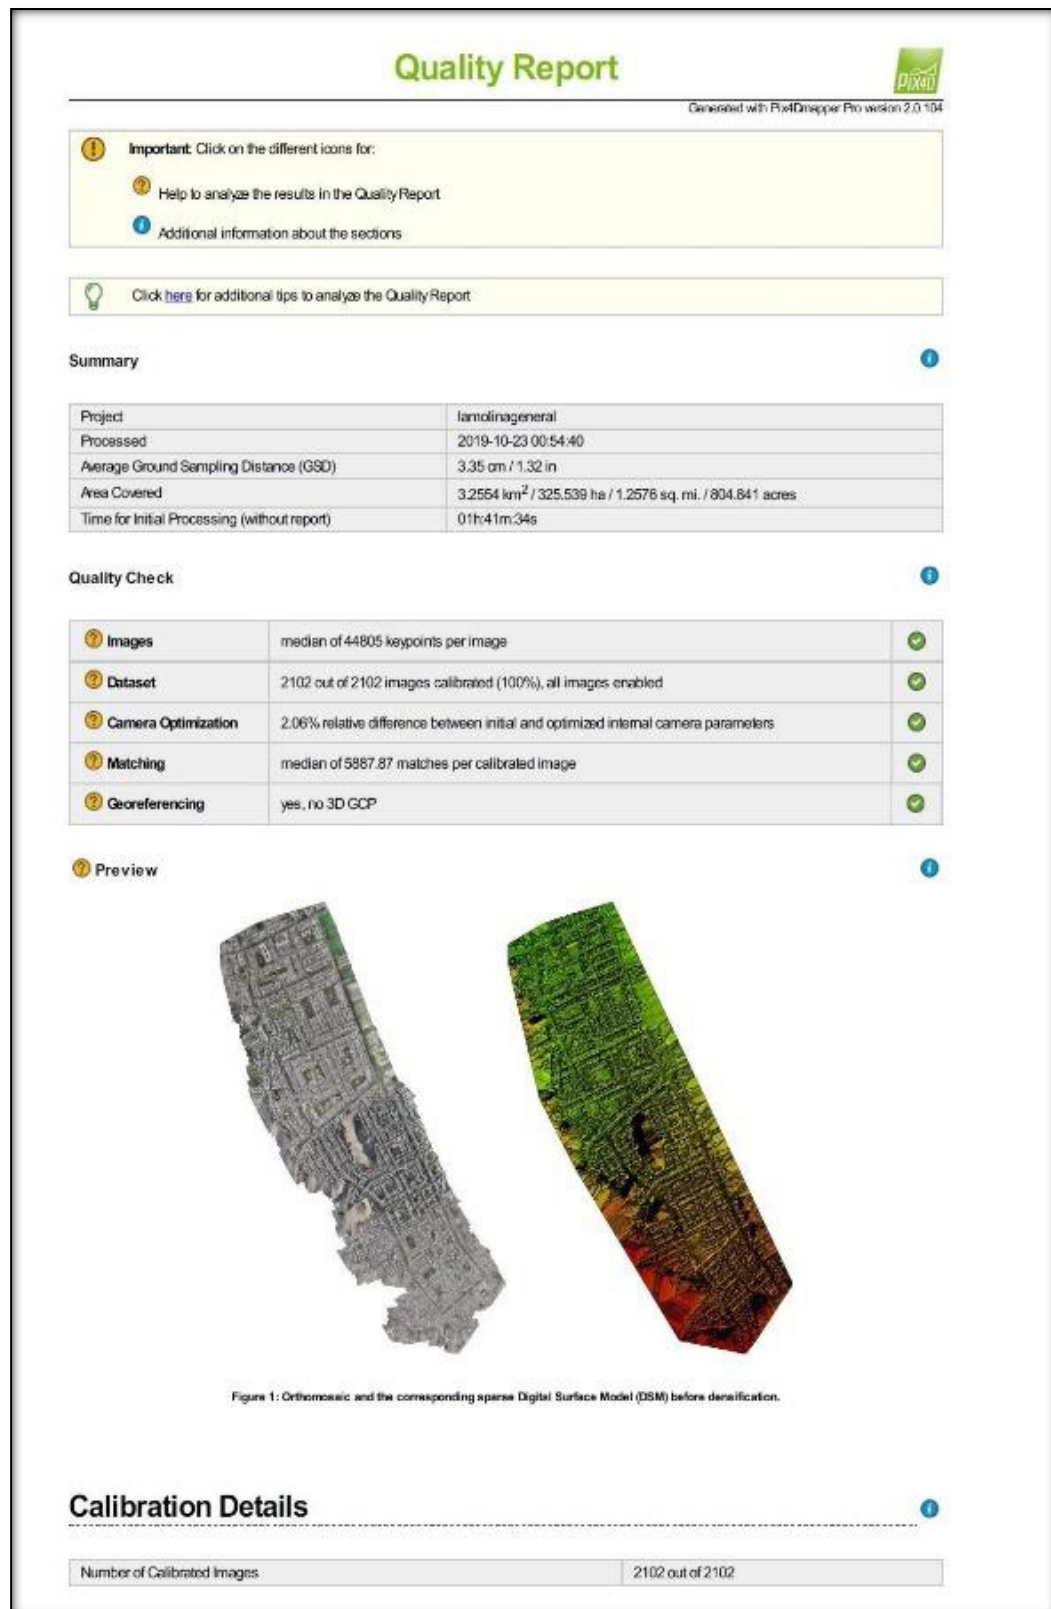 Quality Report
PiX4D
Generated with Pix4Dmapper Pro version 2.0.104
! Important: Click on the different icons for:
? Help to analyze the results in the Quality Report
i Additional information about the sections
Click here for additional tips to analyze the Quality Report
Summary i
Project lamolinageneral
Processed 2019-10-23 00:54:40
Average Ground Sampling Distance (GSD) 3.35 cm / 1.32 in
Area Covered 3.2554 km2 / 325.539 ha / 1.2576 sq. mi. / 804.841 acres
Time for Initial Processing (without report) 01h:41m:34s
Quality Check i
? Images median of 44805 keypoints per image
? Dataset 2102 out of 2102 images calibrated (100%), all images enabled
? Camera Optimization 2.06% relative difference between initial and optimized internal camera parameters
? Matching median of 5887.87 matches per calibrated image
? Georeferencing yes, no 3D GCP
? Preview i
Figure 1: Orthomosaic and the corresponding sparse Digital Surface Model (DSM) before densification.
Calibration Details i
Number of Calibrated Images 2102 out of 2102